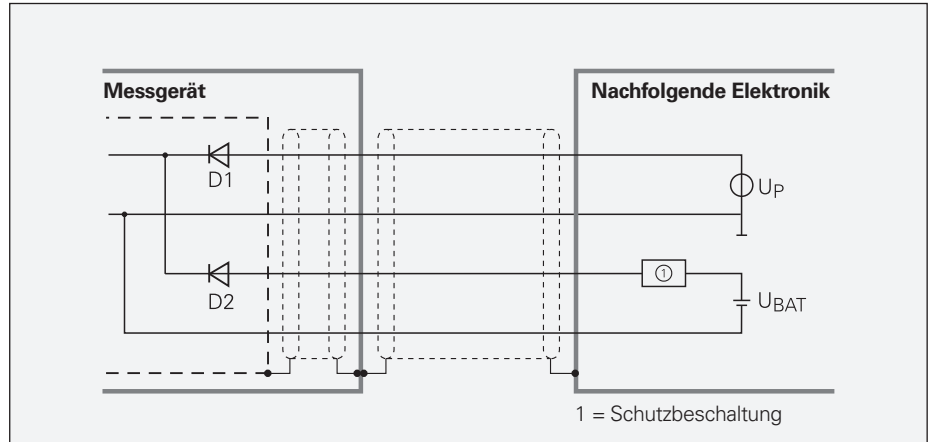 Messgerät
Nachfolgende Elektronik
D1
UP
D2
①
UBAT
1 = Schutzbeschaltung